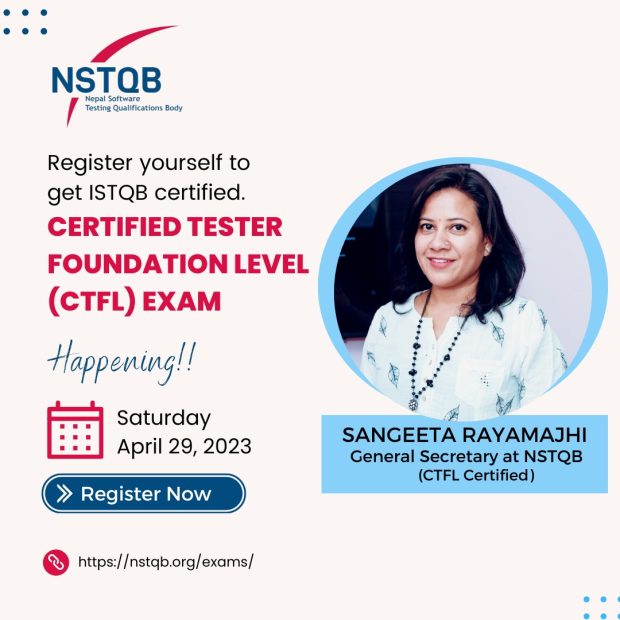 NSTQB
Nepal Software
Testing Qualifications Body
Register yourself to
get ISTQB certified.
CERTIFIED TESTER
FOUNDATION LEVEL
(CTFL) EXAM
Happening!!
Saturday
April 29, 2023
Register Now
https://nstqb.org/exams/
SANGEETA RAYAMAJHI
General Secretary at NSTQB
(CTFL Certified)